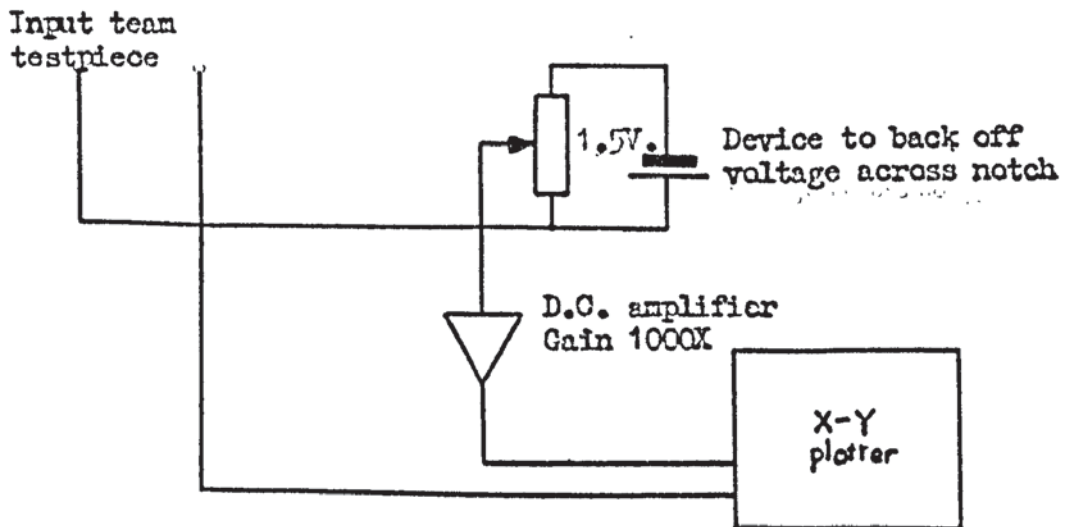 Input team
testpiece
1.5V.
Device to back off
voltage across notch
D.C. amplifier
Gain 1000X
X-Y
plotter